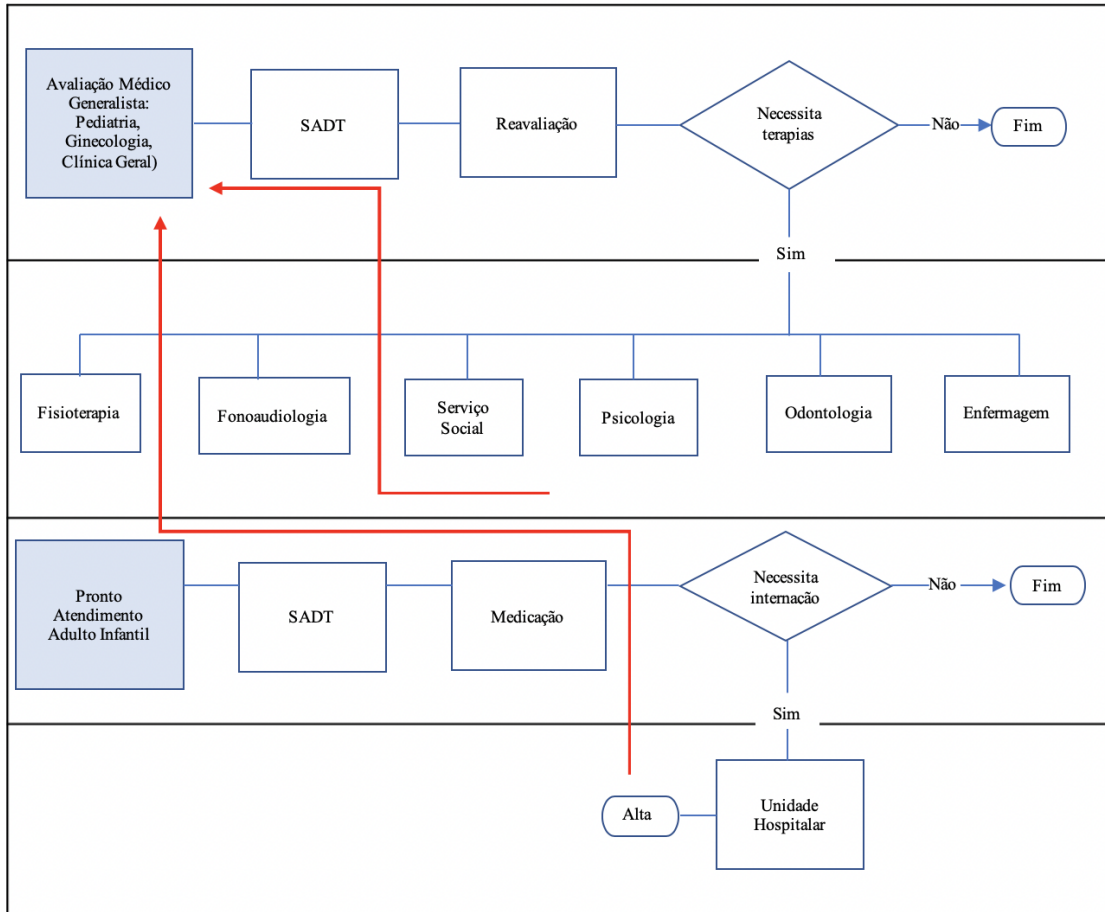 Avaliação Médico
Generalista:
Pediatria,
Ginecologia,
Clínica Geral)
SADT
Reavaliação
Necessita
terapias
Não
Fim
Sim
Fisioterapia
Fonoaudiologia
Serviço
Social
Psicologia
Odontologia
Enfermagem
Pronto
Atendimento
Adulto Infantil
SADT
Medicação
Necessita
internação
Não
Fim
Sim
Alta
Unidade
Hospitalar